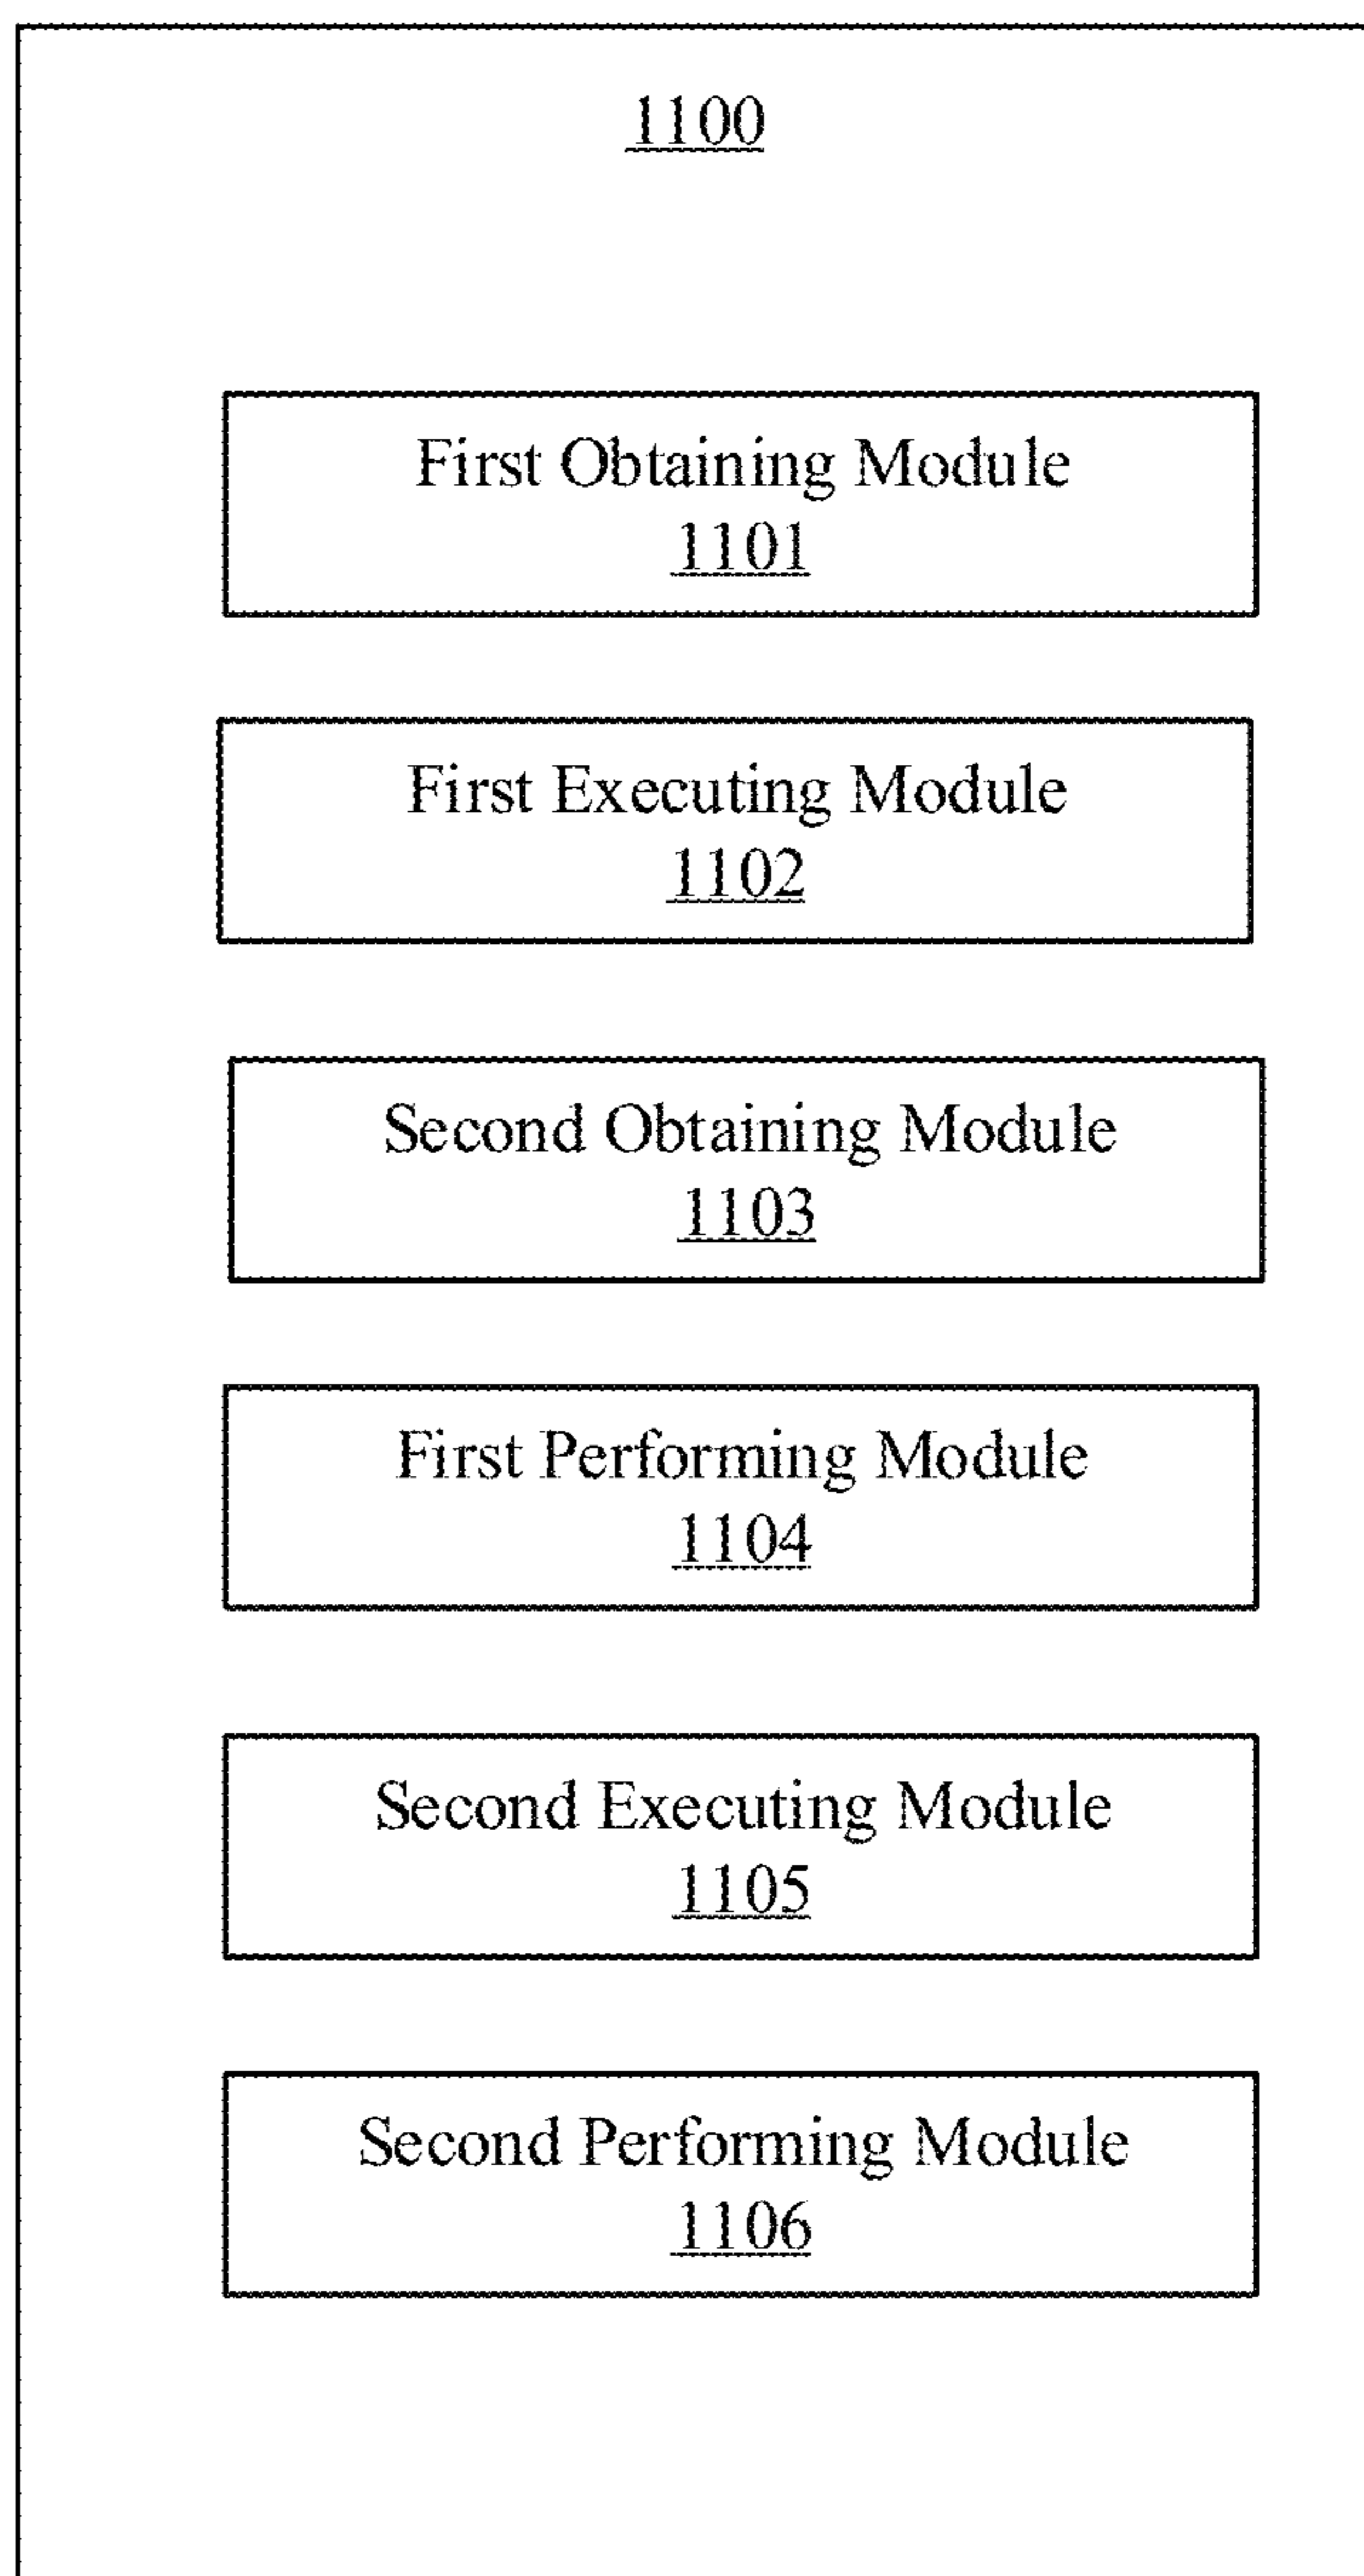 1100
First Obtaining Module
1101
First Executing Module
1102
Second Obtaining Module
1103
First Performing Module
1104
Second Executing Module
1105
Second Performing Module
1106